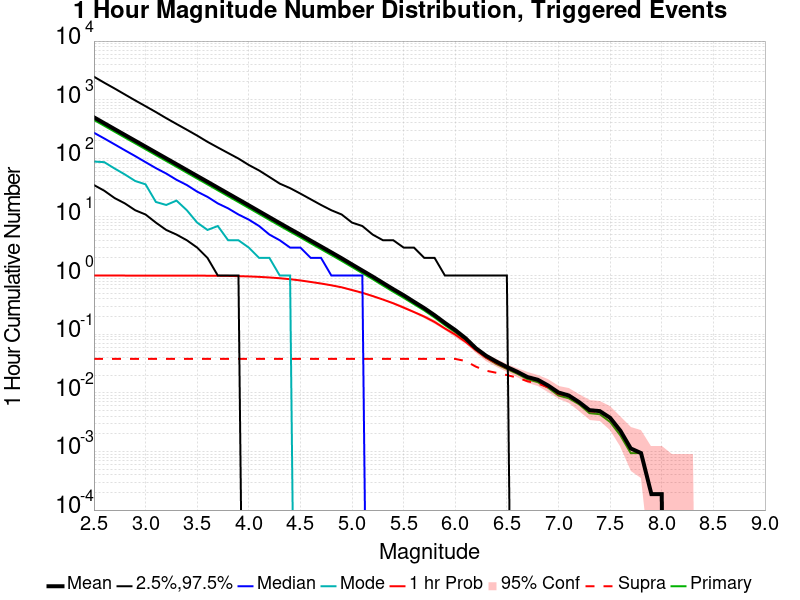 1 Hour Magnitude Number Distribution, Triggered Events
1 Hour Cumulative Number
10^4
10^3
10^2
10^1
10^0
10^-1
10^-2
10^-3
10^-4
2.5 3.0 3.5 4.0 4.5 5.0 5.5 6.0 6.5 7.0 7.5 8.0 8.5 9.0
Magnitude
Mean 2.5%,97.5% Median Mode 1 hr Prob 95% Conf Supra Primary